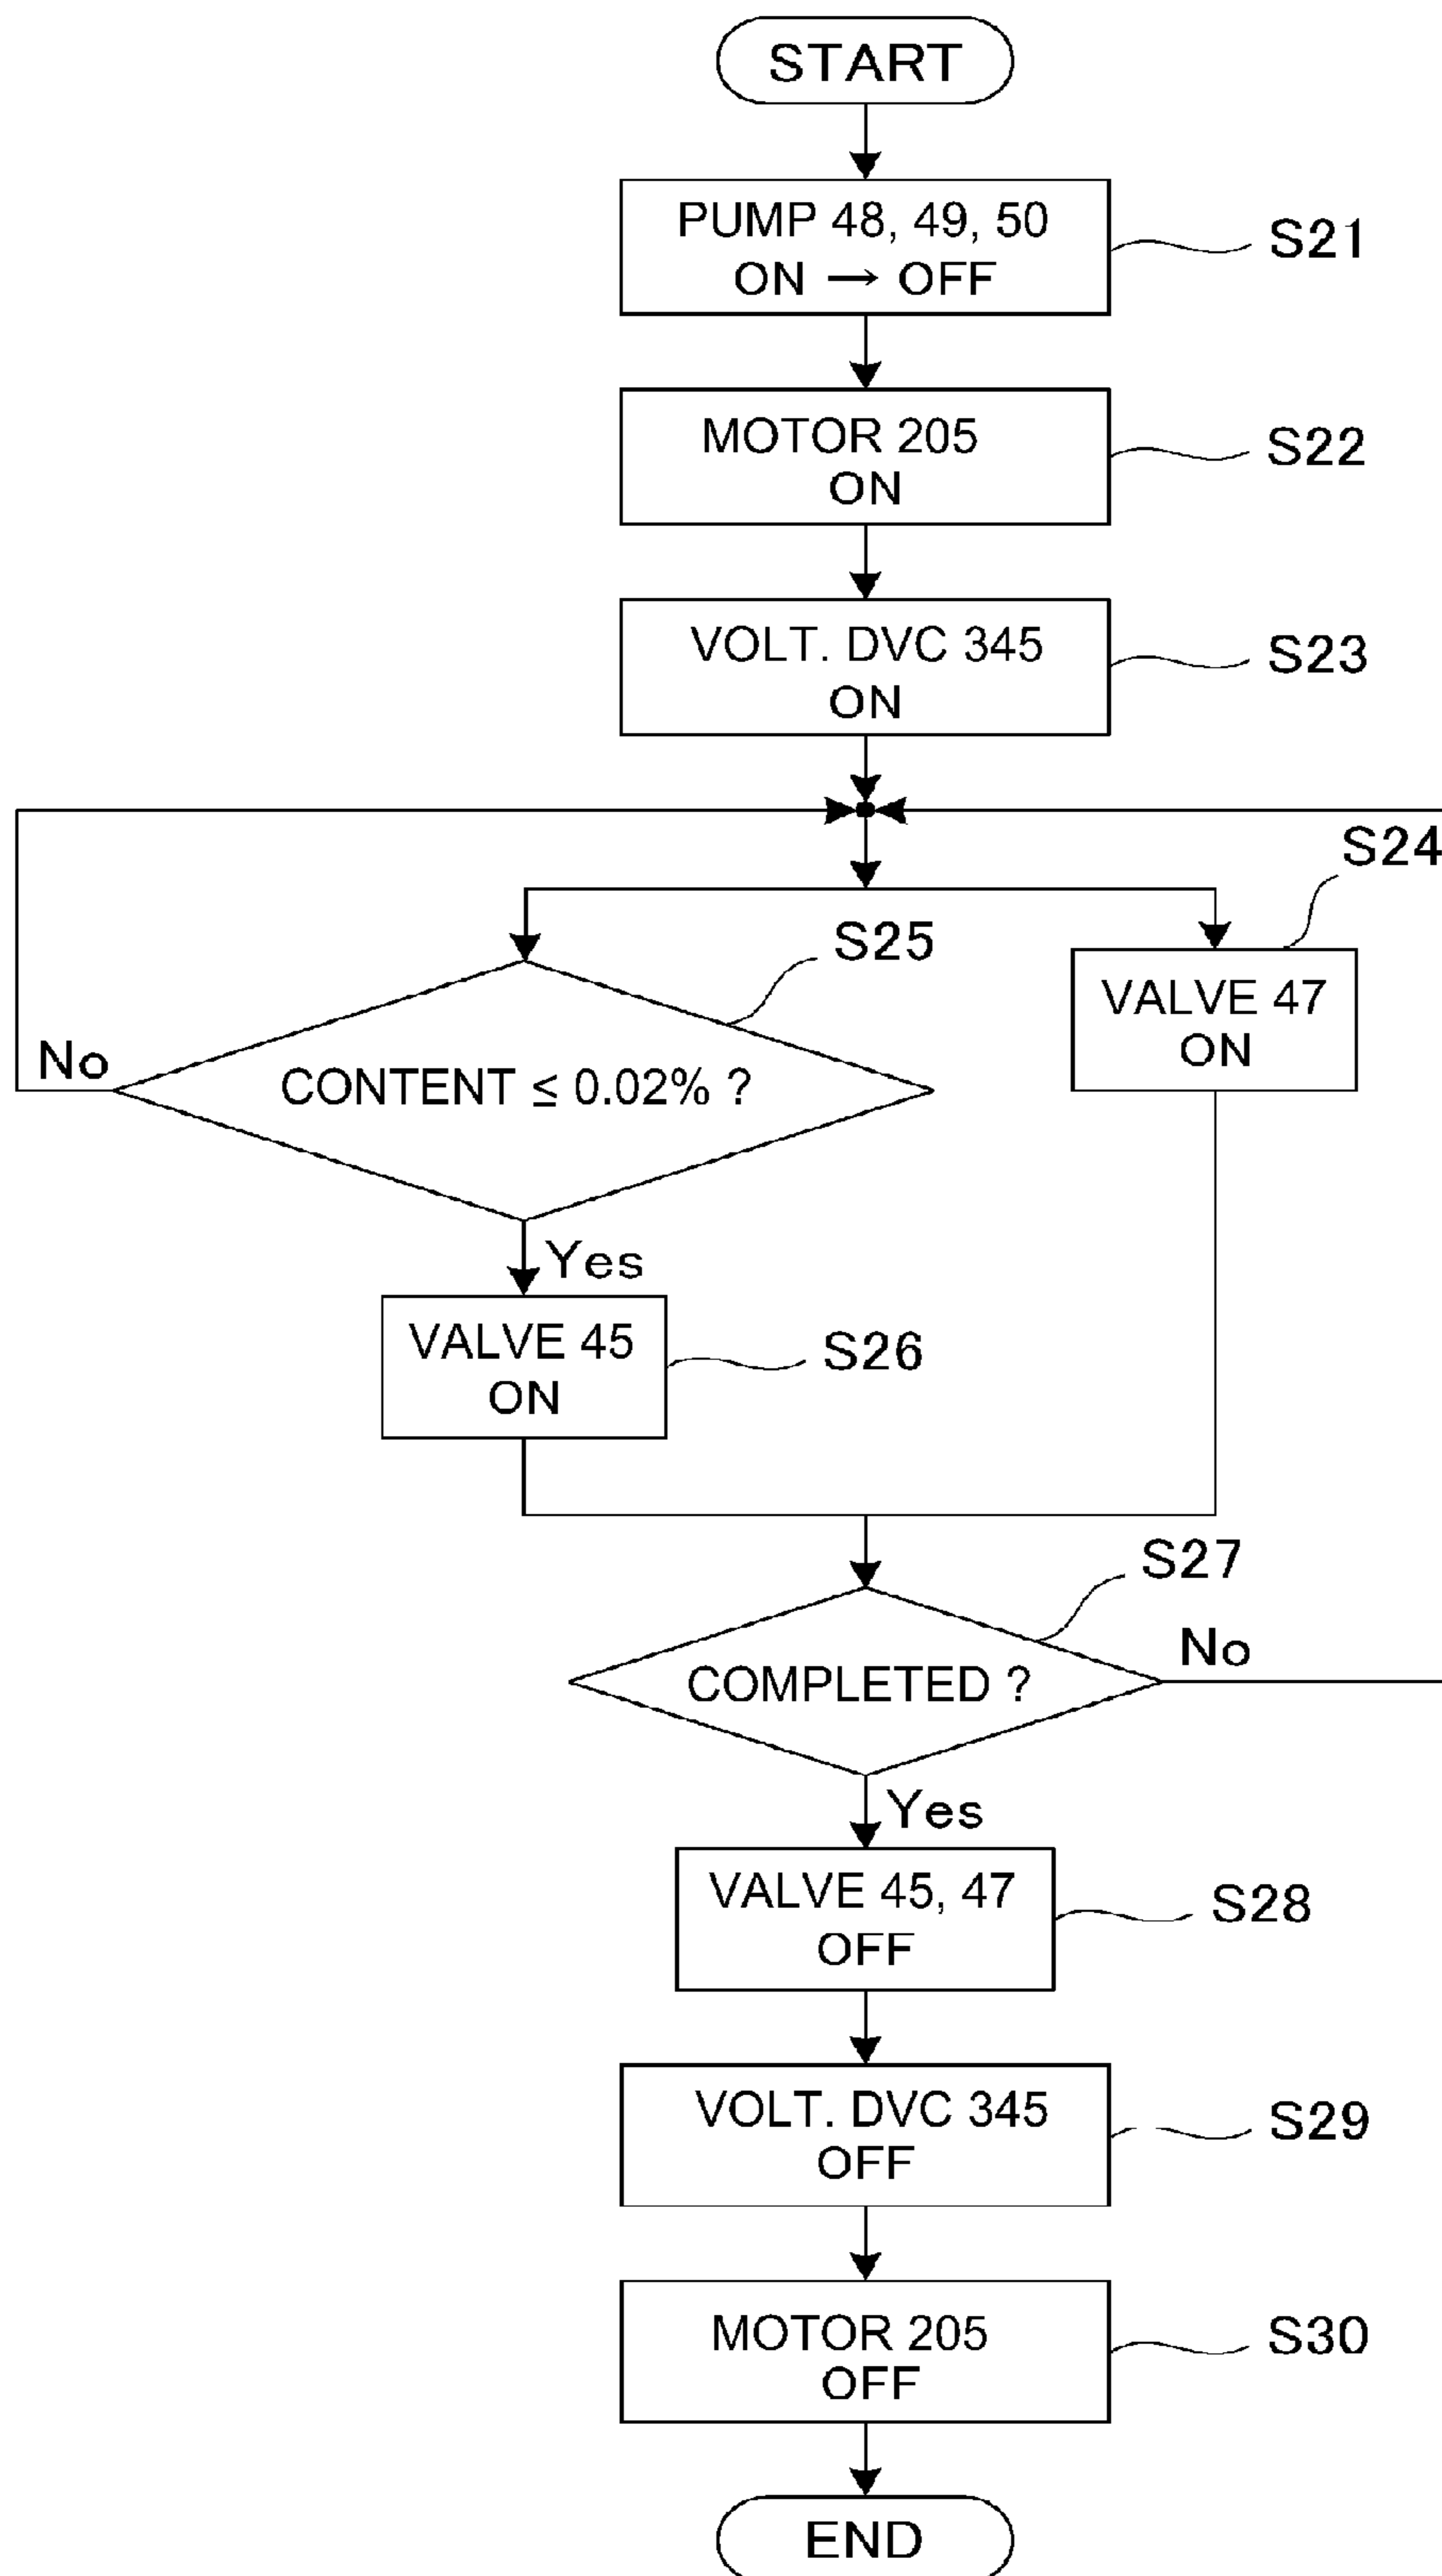 START
PUMP 48, 49, 50
ON → OFF
S21
MOTOR 205
ON
S22
VOLT. DVC 345
ON
S23
S24
S25
VALVE 47
ON
No
CONTENT ≤ 0.02% ?
Yes
VALVE 45
ON
S26
S27
No
COMPLETED ?
Yes
VALVE 45, 47
OFF
S28
VOLT. DVC 345
OFF
S29
MOTOR 205
OFF
S30
END